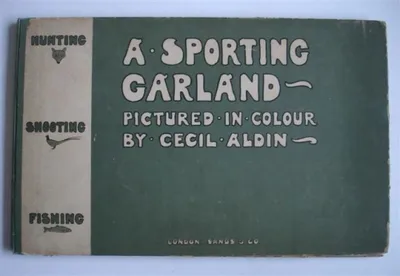 HUNTING
SHOOTING
FISHING
A · SPORTING
GARLAND~
PICTURED · IN · COLOUR
BY · CECIL · ALDIN ~
LONDON · SANDS & CO